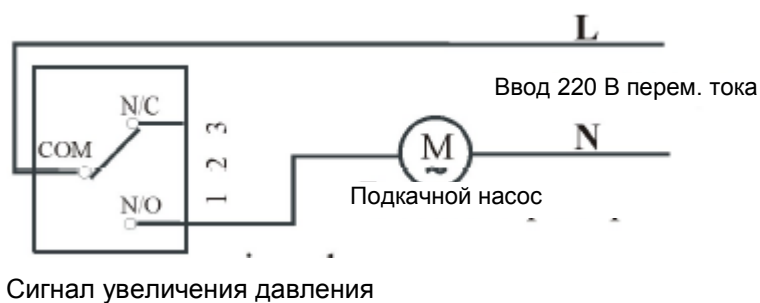 L
Ввод 220 В перем. тока
N/C
3
COM
2
M
~
N
N/O
1
Подкачной насос
Сигнал увеличения давления